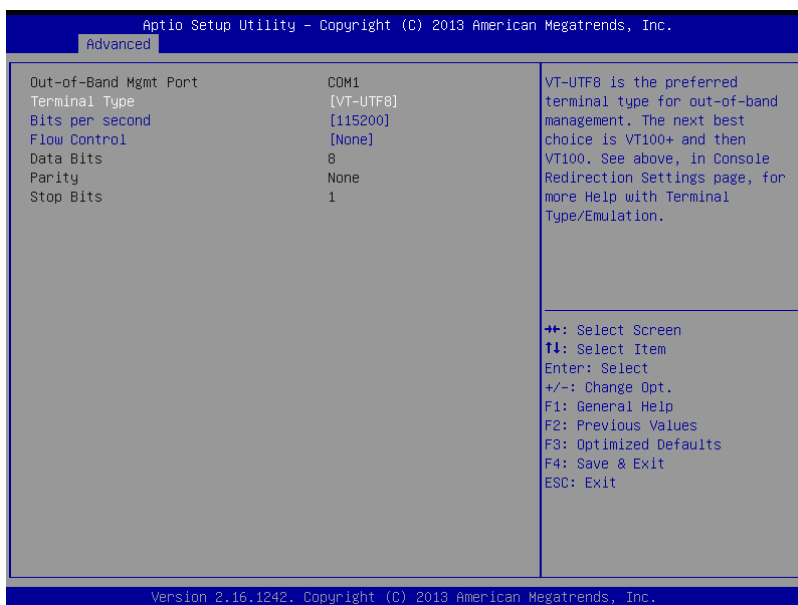 Aptio Setup Utility – Copyright (C) 2013 American Megatrends, Inc.
Advanced
Out-of-Band Mgmt Port COM1
Terminal Type [VT-UTF8]
Bits per second [115200]
Flow Control [None]
Data Bits 8
Parity None
Stop Bits 1
VT-UTF8 is the preferred
terminal type for out-of-band
management. The next best
choice is VT100+ and then
VT100. See above, in Console
Redirection Settings page, for
more Help with Terminal
Type/Emulation.
→←: Select Screen
↑↓: Select Item
Enter: Select
+/-: Change Opt.
F1: General Help
F2: Previous Values
F3: Optimized Defaults
F4: Save & Exit
ESC: Exit
Version 2.16.1242. Copyright (C) 2013 American Megatrends, Inc.